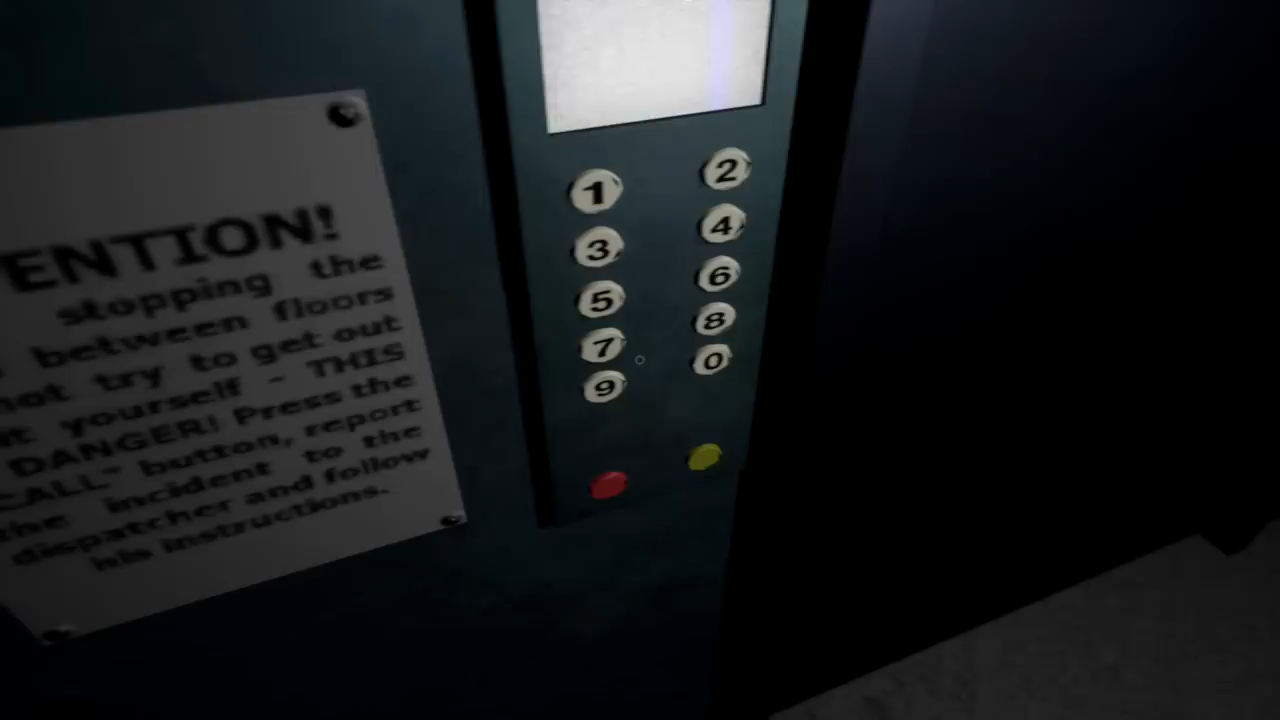 ENTION!
stopping the
between floors
not try to get out
it yourself - THIS
DANGER! Press the
CALL" button, report
the incident to the
dispatcher and follow
his instructions.
1 2
3 4
5 6
7 8
9 0